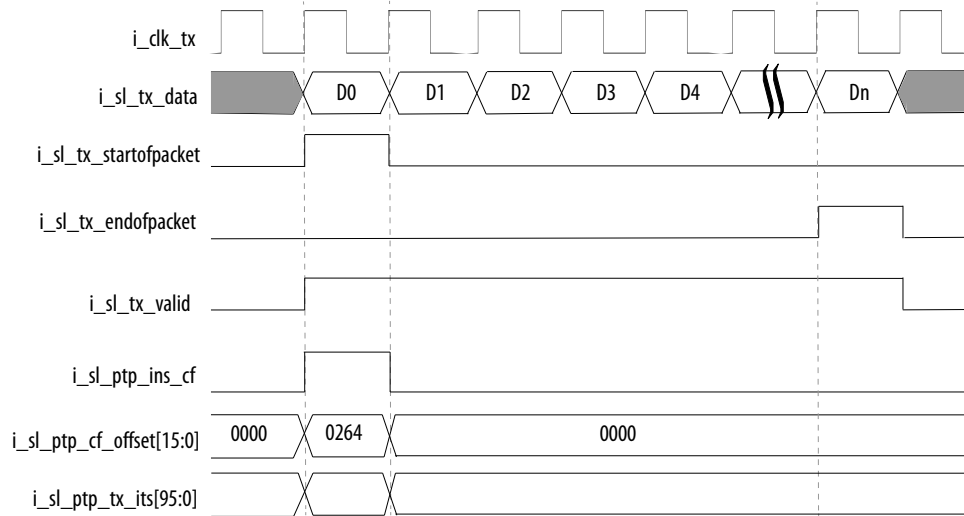 i_clk_tx
i_sl_tx_data D0 D1 D2 D3 D4 Dn
i_sl_tx_startofpacket
i_sl_tx_endofpacket
i_sl_tx_valid
i_sl_ptp_ins_cf
i_sl_ptp_cf_offset[15:0] 0000 0264 0000
i_sl_ptp_tx_its[95:0]